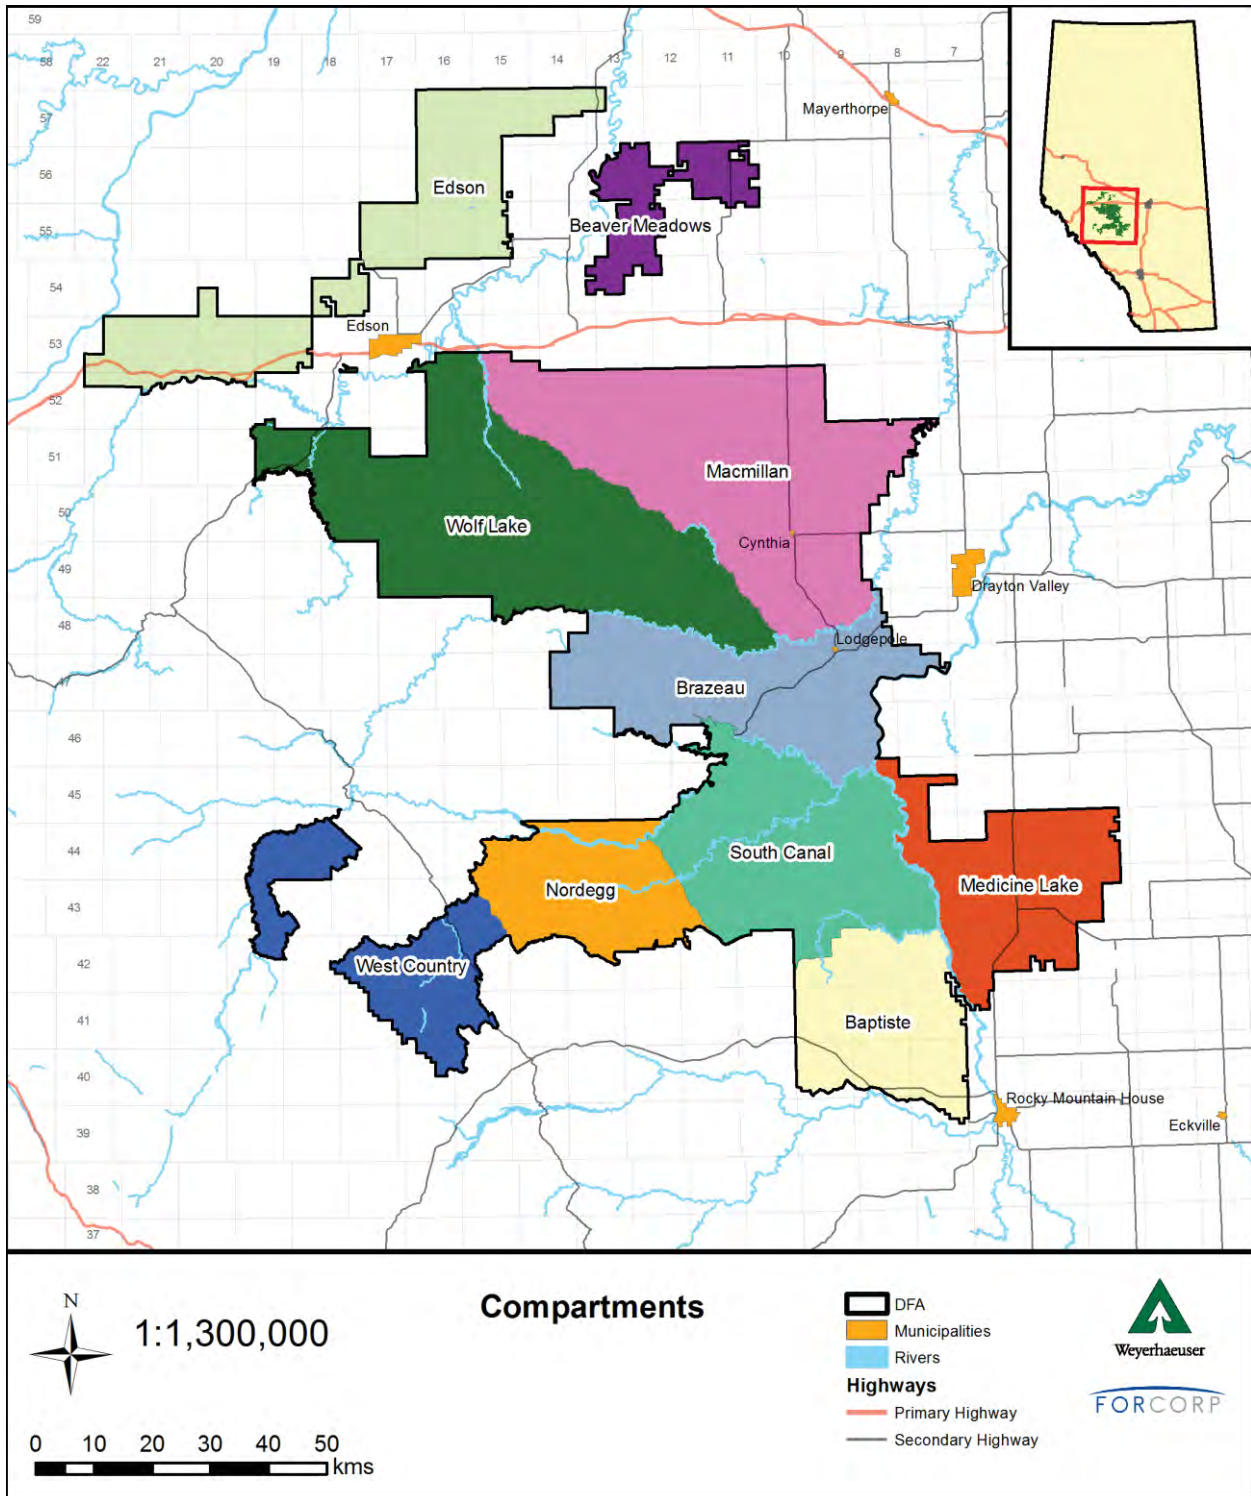 59
58
22
21
20
19
18
17
16
15
14
13
12
11
10
9
8
7
57
Mayerthorpe
56
Edson
55
Beaver Meadows
54
Edson
53
52
51
Macmillan
50
Wolf Lake
Cynthia
49
Drayton Valley
48
Lodgepole
47
Brazeau
46
45
44
South Canal
Nordegg
Medicine Lake
43
42
West Country
41
Baptiste
40
Rocky Mountain House
39
Eckville
38
37
N
1:1,300,000
Compartments
DFA
Municipalities
Rivers
Highways
Primary Highway
Secondary Highway
Weyerhaeuser
FORCORP
0 10 20 30 40 50
kms